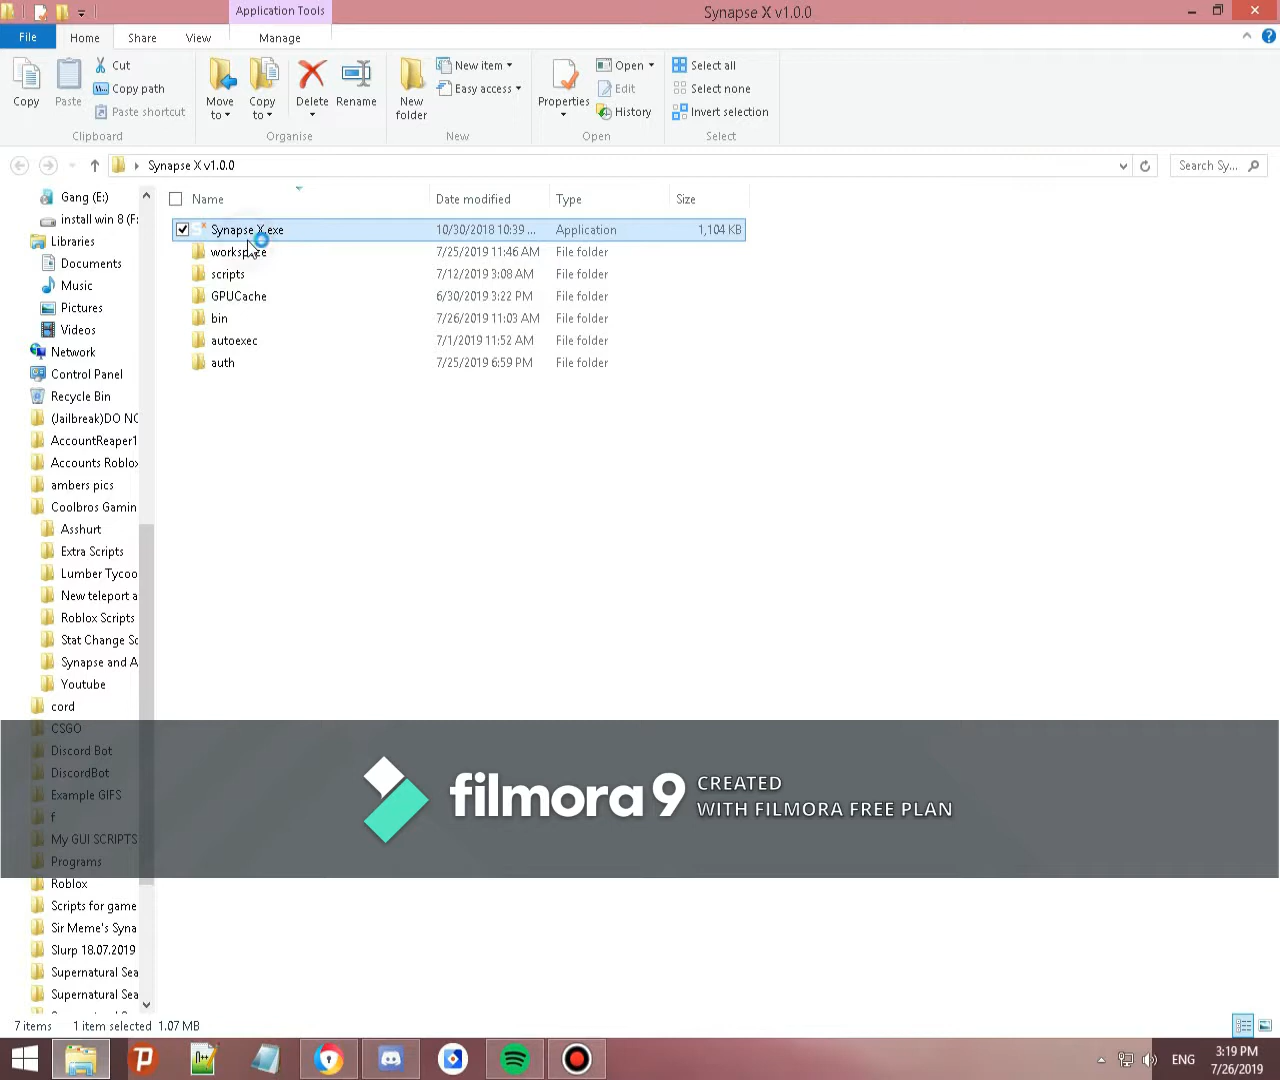 Application Tools
Synapse X v1.0.0
File Home Share View Manage
Copy
Paste
Cut
Copy path
Paste shortcut
Clipboard
Move to
Copy to
Delete
Rename
Organise
New folder
New item
Easy access
New
Properties
Open
Edit
History
Open
Select all
Select none
Invert selection
Select
Synapse X v1.0.0
Search Sy...
Name Date modified Type Size
Synapse X.exe 10/30/2018 10:39 ... Application 1,104 KB
workspace 7/25/2019 11:46 AM File folder
scripts 7/12/2019 3:08 AM File folder
GPUCache 6/30/2019 3:22 PM File folder
bin 7/26/2019 11:03 AM File folder
autoexec 7/1/2019 11:52 AM File folder
auth 7/25/2019 6:59 PM File folder
Gang (E:)
install win 8 (F:
Libraries
Documents
Music
Pictures
Videos
Network
Control Panel
Recycle Bin
(Jailbreak)DO NO
AccountReaper1
Accounts Roblox
ambers pics
Coolbros Gamin
Asshurt
Extra Scripts
Lumber Tycoo
New teleport a
Roblox Scripts
Stat Change Sc
Synapse and A
Youtube
cord
CSGO
Discord Bot
DiscordBot
Example GIFS
f
My GUI SCRIPTS
Programs
Roblox
Scripts for game
Sir Meme's Syna
Slurp 18.07.2019
Supernatural Sea
Supernatural Sea
filmora 9
CREATED
WITH FILMORA FREE PLAN
7 items 1 item selected 1.07 MB
ENG
3:19 PM
7/26/2019